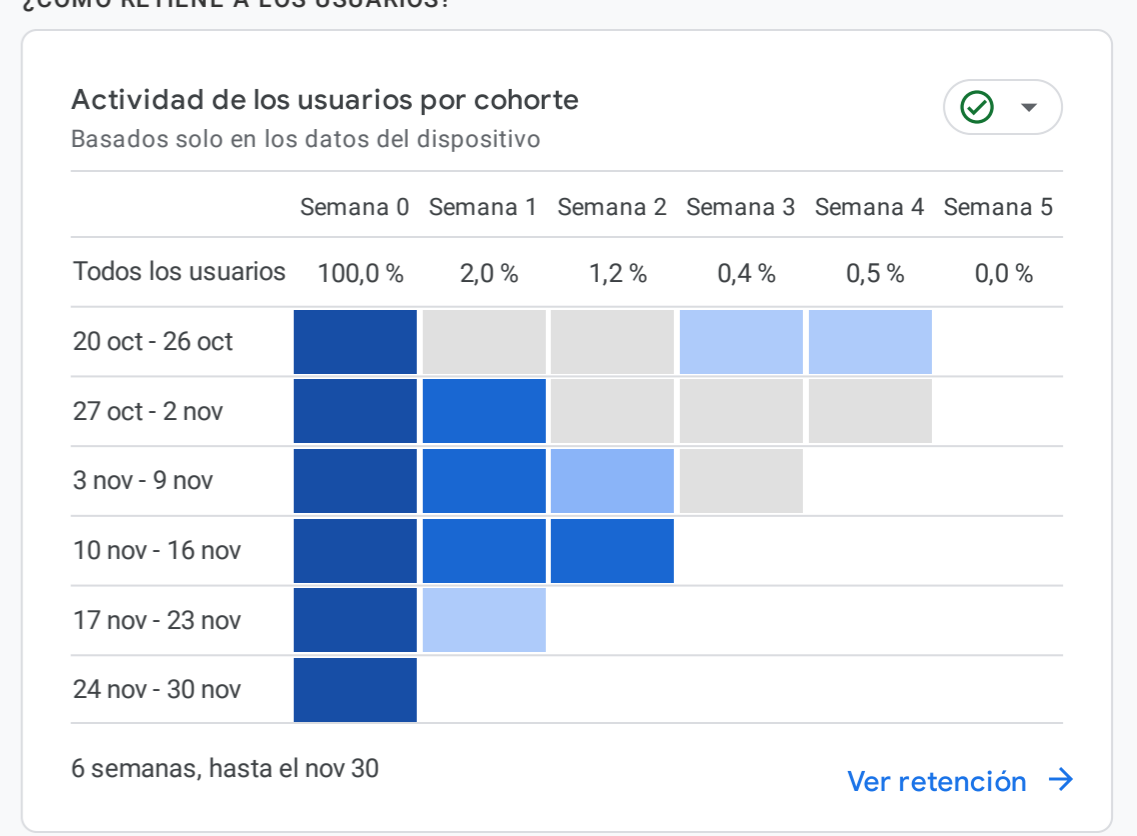 ¿CÓMO RETIENE A LOS USUARIOS?
Actividad de los usuarios por cohorte
Basados solo en los datos del dispositivo
Semana 0 Semana 1 Semana 2 Semana 3 Semana 4 Semana 5
Todos los usuarios 100,0 % 2,0 % 1,2 % 0,4 % 0,5 % 0,0 %
20 oct - 26 oct
27 oct - 2 nov
3 nov - 9 nov
10 nov - 16 nov
17 nov - 23 nov
24 nov - 30 nov
6 semanas, hasta el nov 30
Ver retención